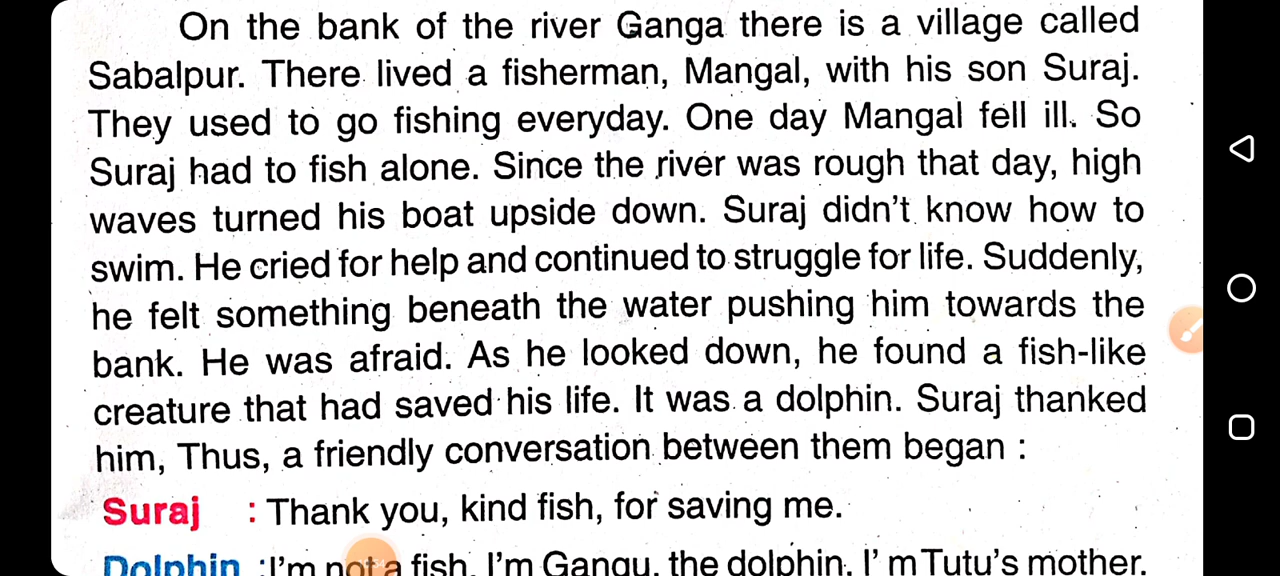 On the bank of the river Ganga there is a village called
Sabalpur. There lived a fisherman, Mangal, with his son Suraj.
They used to go fishing everyday. One day Mangal fell ill. So
Suraj had to fish alone. Since the river was rough that day, high
waves turned his boat upside down. Suraj didn't know how to
swim. He cried for help and continued to struggle for life. Suddenly,
he felt something beneath the water pushing him towards the
bank. He was afraid. As he looked down, he found a fish-like
creature that had saved his life. It was a dolphin. Suraj thanked
him, Thus, a friendly conversation between them began :
Suraj : Thank you, kind fish, for saving me.
Dolphin :I'm not a fish. I'm Gangu, the dolphin. I' m Tutu's mother.